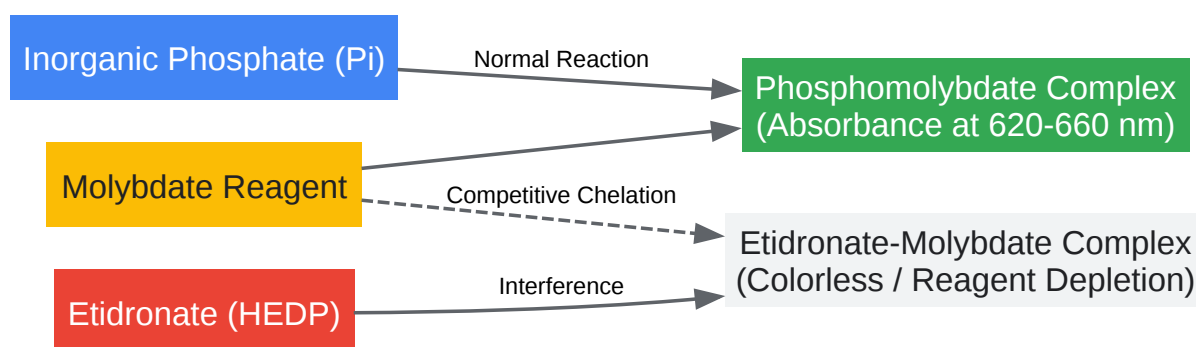 Inorganic Phosphate (Pi)
Normal Reaction
Phosphomolybdate Complex
(Absorbance at 620-660 nm)
Molybdate Reagent
Competitive Chelation
Etidronate-Molybdate Complex
(Colorless / Reagent Depletion)
Interference
Etidronate (HEDP)